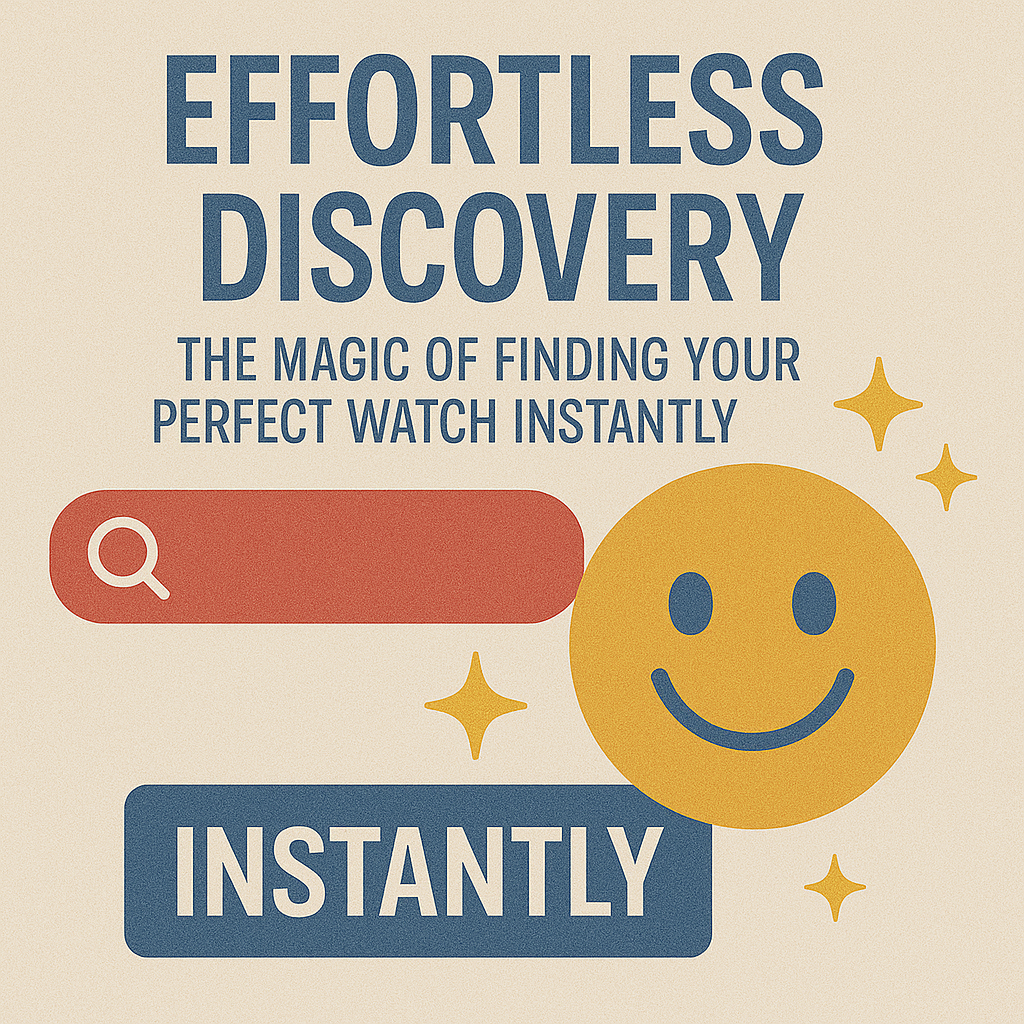 EFFORTLESS
DISCOVERY
THE MAGIC OF FINDING YOUR
PERFECT WATCH INSTANTLY
INSTANTLY